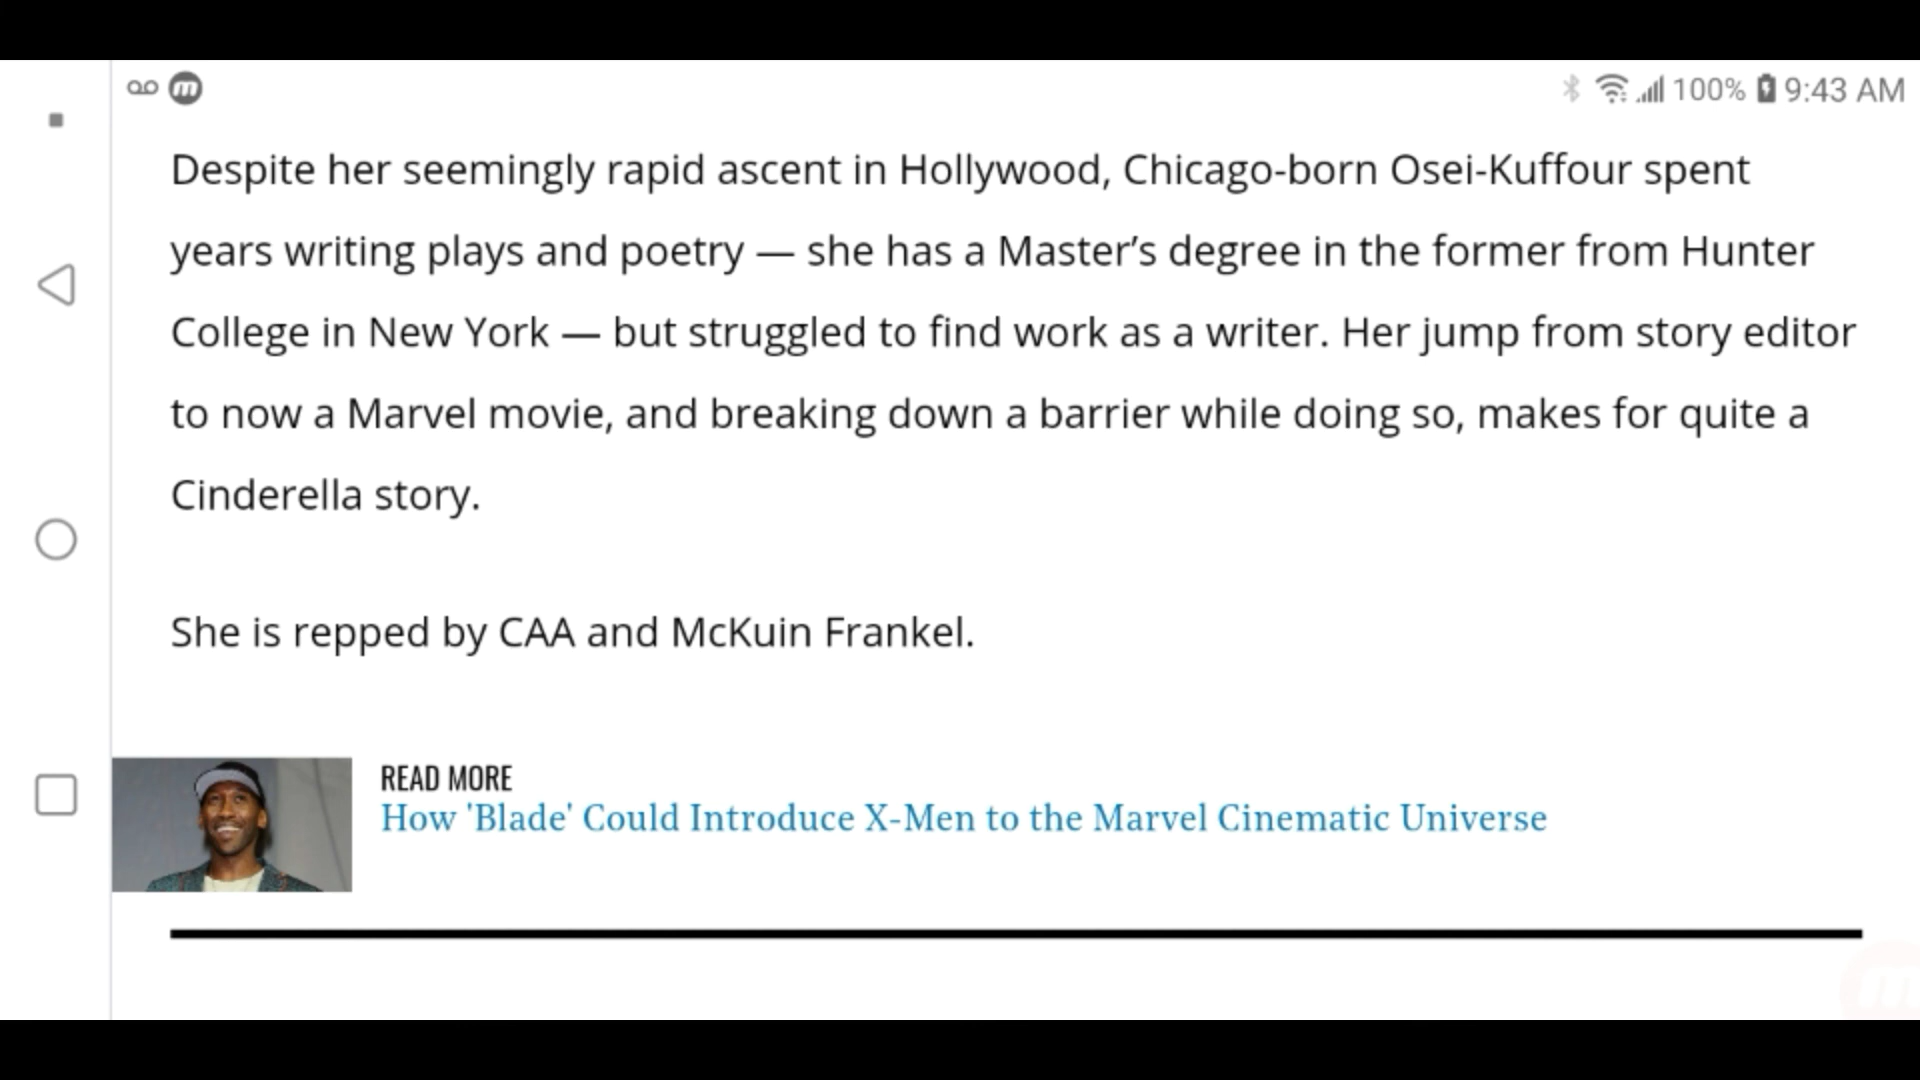 100% 9:43 AM
Despite her seemingly rapid ascent in Hollywood, Chicago-born Osei-Kuffour spent
years writing plays and poetry — she has a Master’s degree in the former from Hunter
College in New York — but struggled to find work as a writer. Her jump from story editor
to now a Marvel movie, and breaking down a barrier while doing so, makes for quite a
Cinderella story.
She is repped by CAA and McKuin Frankel.
READ MORE
How 'Blade' Could Introduce X-Men to the Marvel Cinematic Universe